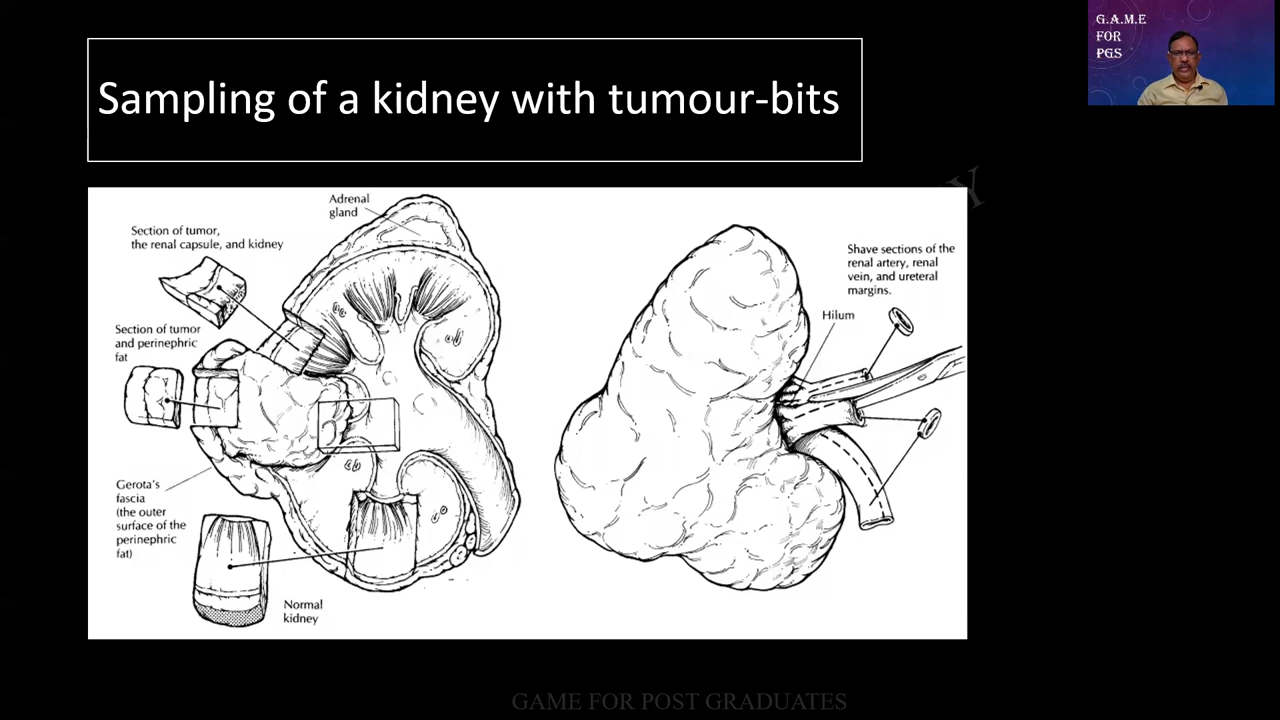 G.A.M.E
FOR
PGS
Sampling of a kidney with tumour-bits
Y
Adrenal
gland
Section of tumor,
the renal capsule, and kidney
Section of tumor
and perinephric
fat
Gerota's
fascia
(the outer
surface of the
perinephric
fat)
Normal
kidney
Shave sections of the
renal artery, renal
vein, and ureteral
margins.
Hilum
GAME FOR POST GRADUATES